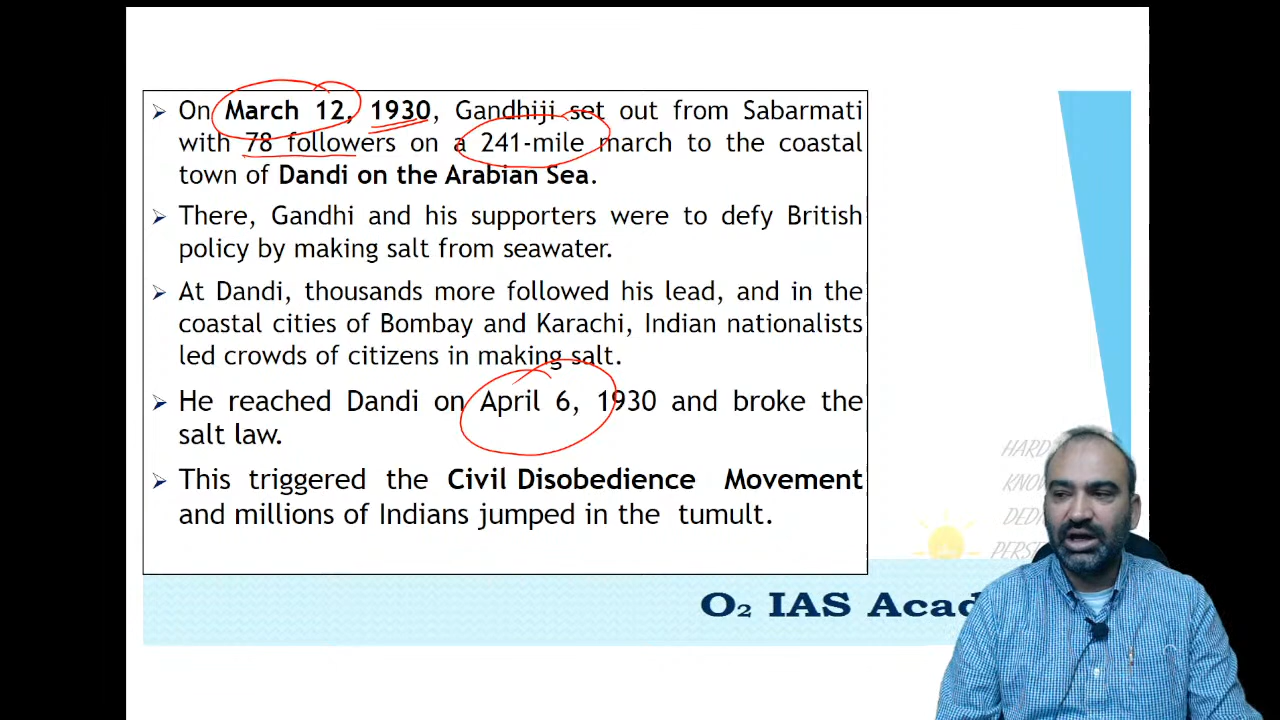 ➢ On March 12, 1930, Gandhiji set out from Sabarmati
with 78 followers on a 241-mile march to the coastal
town of Dandi on the Arabian Sea.
➢ There, Gandhi and his supporters were to defy British
policy by making salt from seawater.
➢ At Dandi, thousands more followed his lead, and in the
coastal cities of Bombay and Karachi, Indian nationalists
led crowds of citizens in making salt.
➢ He reached Dandi on April 6, 1930 and broke the
salt law.
➢ This triggered the Civil Disobedience Movement
and millions of Indians jumped in the tumult.
HARD
KNOW
DEDI
PERS
O₂ IAS Acad